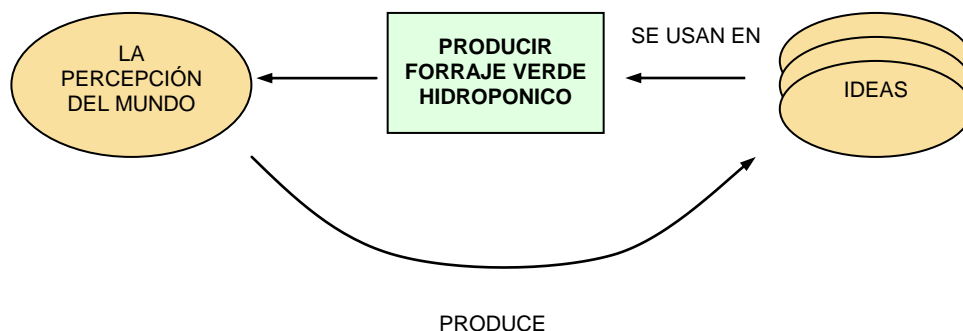 LA
PERCEPCIÓN
DEL MUNDO
PRODUCIR
FORRAJE VERDE
HIDROPONICO
SE USAN EN
IDEAS
PRODUCE